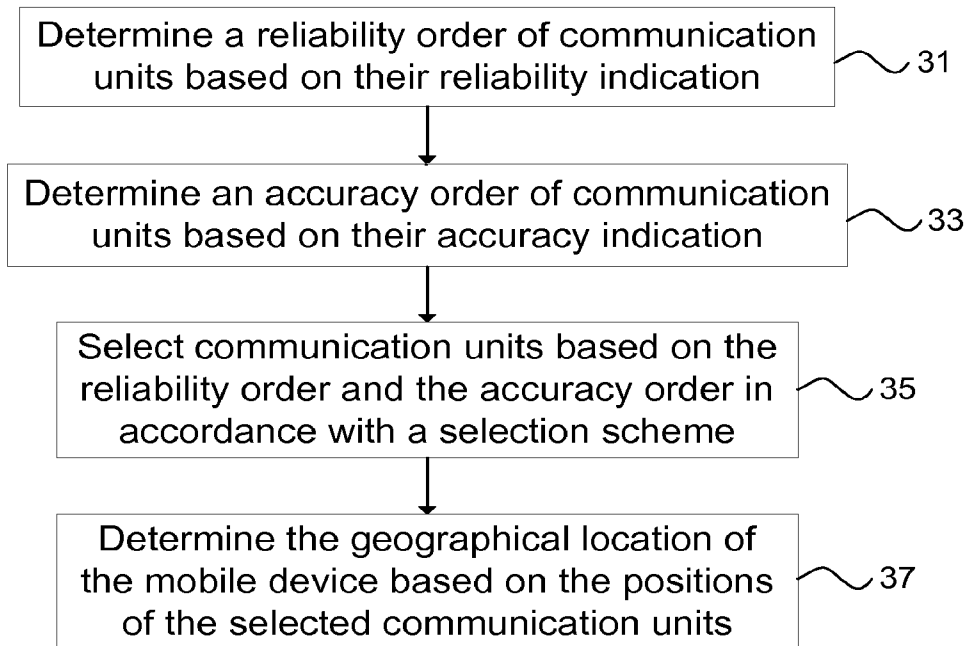 Determine a reliability order of communication
units based on their reliability indication
31
Determine an accuracy order of communication
units based on their accuracy indication
33
Select communication units based on the
reliability order and the accuracy order in
accordance with a selection scheme
35
Determine the geographical location of
the mobile device based on the positions
of the selected communication units
37